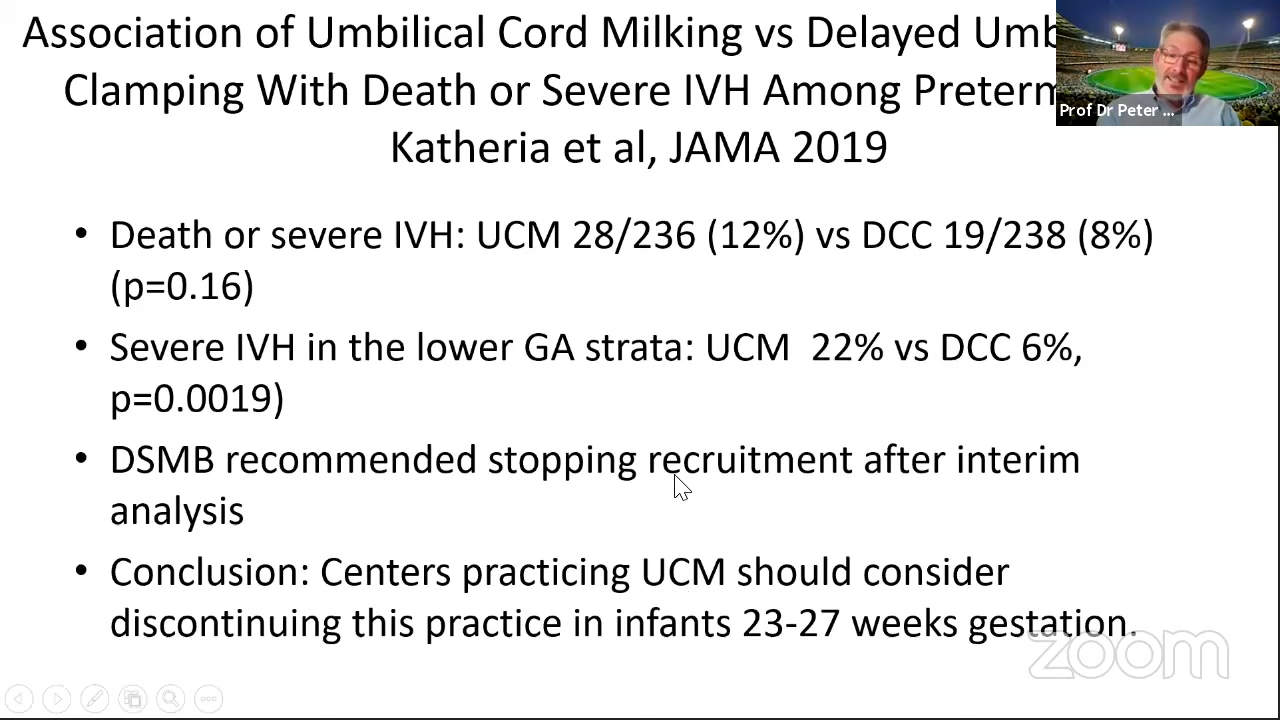 Association of Umbilical Cord Milking vs Delayed
Clamping With Death or Severe IVH Among
Katheria et al, JAMA 2019
• Death or severe IVH: UCM 28/236 (12%) vs DCC 19/238 (8%)
(p=0.16)
• Severe IVH in the lower GA strata: UCM 22% vs DCC 6%,
p=0.0019)
• DSMB recommended stopping recruitment after interim
analysis
• Conclusion: Centers practicing UCM should consider
discontinuing this practice in infants 23-27 weeks gestation.
Prof Dr Peter ...
zoom